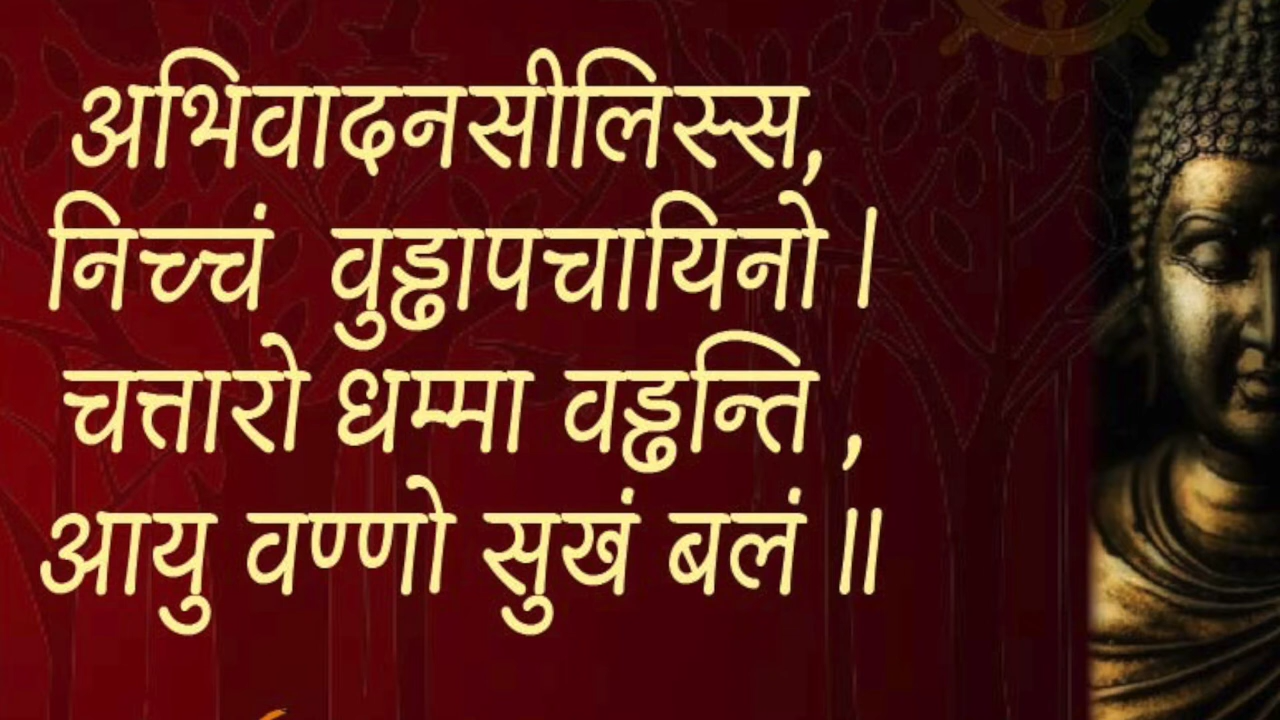 अभिवादनसीलिस्स,
निच्चं वुड्ढापचायिनो।
चत्तारो धम्मा वड्ढन्ति ,
आयु वण्णो सुखं बलं ॥